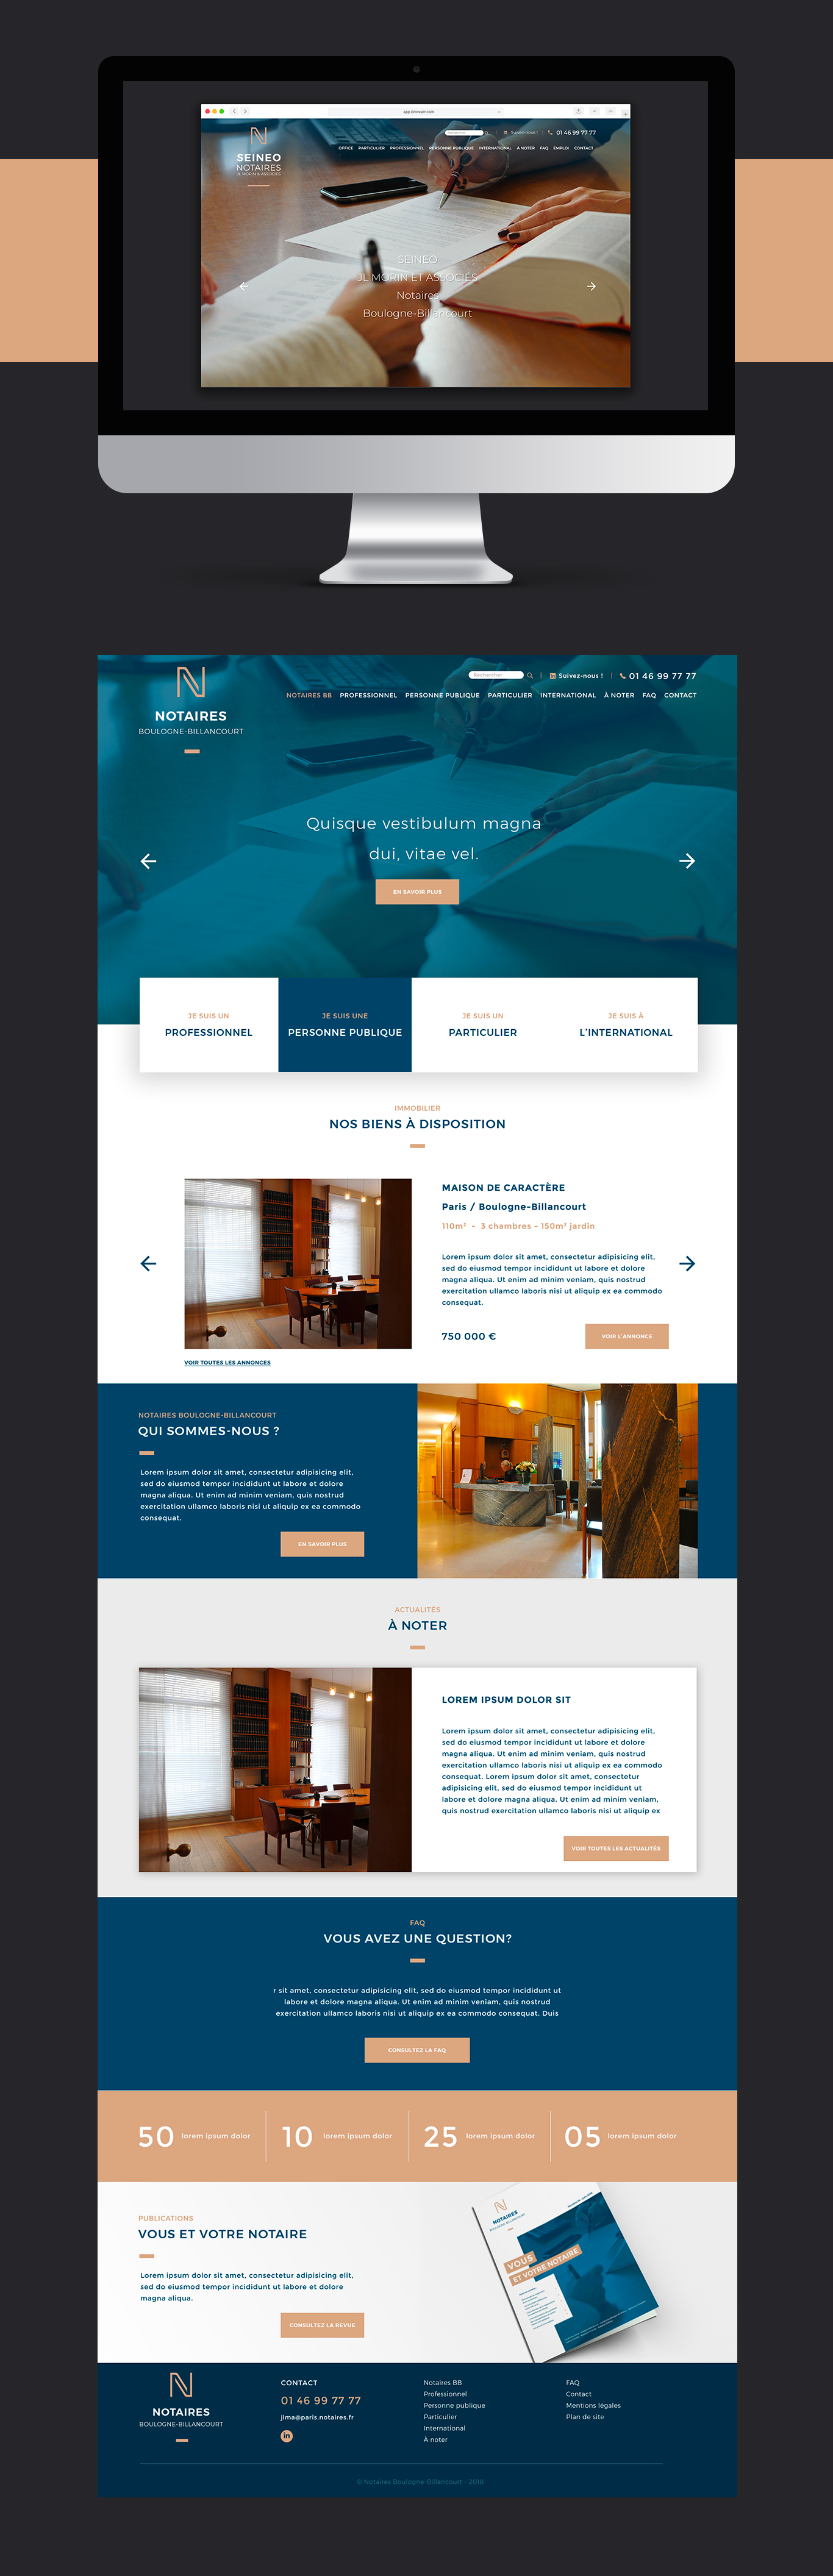 app.timeviser.com
Suivez-nous !
01 46 99 77 77
OFFICE PARTICULIER PROFESSIONNEL PERSONNE PUBLIQUE INTERNATIONAL À NOTER FAQ EMPLOI CONTACT
SEINEO
NOTAIRES
JL MORIN & ASSOCIÉS
SEINEO
JL MORIN ET ASSOCIÉS
Notaires
Boulogne-Billancourt
Rechercher
Suivez-nous !
01 46 99 77 77
NOTAIRES BB PROFESSIONNEL PERSONNE PUBLIQUE PARTICULIER INTERNATIONAL À NOTER FAQ CONTACT
NOTAIRES
BOULOGNE-BILLANCOURT
Quisque vestibulum magna
dui, vitae vel.
EN SAVOIR PLUS
JE SUIS UN
PROFESSIONNEL
JE SUIS UNE
PERSONNE PUBLIQUE
JE SUIS UN
PARTICULIER
JE SUIS À
L'INTERNATIONAL
IMMOBILIER
NOS BIENS À DISPOSITION
MAISON DE CARACTÈRE
Paris / Boulogne-Billancourt
110m² - 3 chambres - 150m² jardin
Lorem ipsum dolor sit amet, consectetur adipisicing elit,
sed do eiusmod tempor incididunt ut labore et dolore
magna aliqua. Ut enim ad minim veniam, quis nostrud
exercitation ullamco laboris nisi ut aliquip ex ea commodo
consequat.
750 000 €
VOIR L'ANNONCE
VOIR TOUTES LES ANNONCES
NOTAIRES BOULOGNE-BILLANCOURT
QUI SOMMES-NOUS ?
Lorem ipsum dolor sit amet, consectetur adipisicing elit,
sed do eiusmod tempor incididunt ut labore et dolore
magna aliqua. Ut enim ad minim veniam, quis nostrud
exercitation ullamco laboris nisi ut aliquip ex ea commodo
consequat.
EN SAVOIR PLUS
ACTUALITÉS
À NOTER
LOREM IPSUM DOLOR SIT
Lorem ipsum dolor sit amet, consectetur adipisicing elit,
sed do eiusmod tempor incididunt ut labore et dolore
magna aliqua. Ut enim ad minim veniam, quis nostrud
exercitation ullamco laboris nisi ut aliquip ex ea commodo
consequat. Lorem ipsum dolor sit amet, consectetur
adipisicing elit, sed do eiusmod tempor incididunt ut
labore et dolore magna aliqua. Ut enim ad minim veniam,
quis nostrud exercitation ullamco laboris nisi ut aliquip ex
VOIR TOUTES LES ACTUALITÉS
FAQ
VOUS AVEZ UNE QUESTION?
r sit amet, consectetur adipisicing elit, sed do eiusmod tempor incididunt ut
labore et dolore magna aliqua. Ut enim ad minim veniam, quis nostrud
exercitation ullamco laboris nisi ut aliquip ex ea commodo consequat. Duis
CONSULTEZ LA FAQ
50 lorem ipsum dolor
10 lorem ipsum dolor
25 lorem ipsum dolor
05 lorem ipsum dolor
PUBLICATIONS
VOUS ET VOTRE NOTAIRE
Lorem ipsum dolor sit amet, consectetur adipisicing elit,
sed do eiusmod tempor incididunt ut labore et dolore
magna aliqua.
CONSULTEZ LA REVUE
NOTAIRES
BOULOGNE-BILLANCOURT
VOUS
ET VOTRE NOTAIRE
NOTAIRES
BOULOGNE-BILLANCOURT
CONTACT
01 46 99 77 77
jlma@paris.notaires.fr
in
Notaires BB
Professionnel
Personne publique
Particulier
International
À noter
FAQ
Contact
Mentions légales
Plan de site
© Notaires Boulogne-Billancourt - 2018